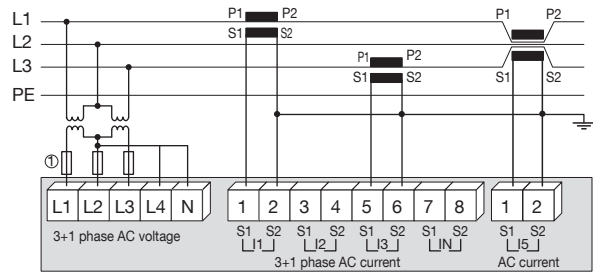 L1 P1 P2 P1 P2
L2 S1 S2 P1 P2
L3 S1 S2 S1 S2
PE
①
L1 L2 L3 L4 N 1 2 3 4 5 6 7 8 1 2
S1 S2 S1 S2 S1 S2 S1 S2 S1 S2
I1 I2 I3 IN I5
3+1 phase AC voltage 3+1 phase AC current AC current